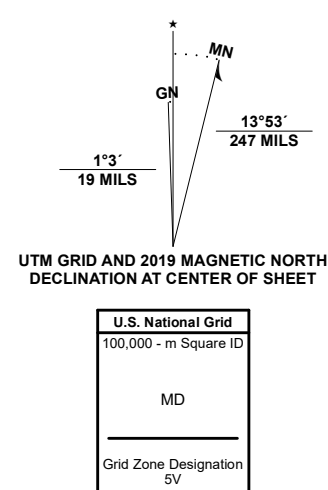 ★
MN
GN
13°53´
247 MILS
1°3´
19 MILS
UTM GRID AND 2019 MAGNETIC NORTH
DECLINATION AT CENTER OF SHEET
U.S. National Grid
100,000 - m Square ID
MD
Grid Zone Designation
5V